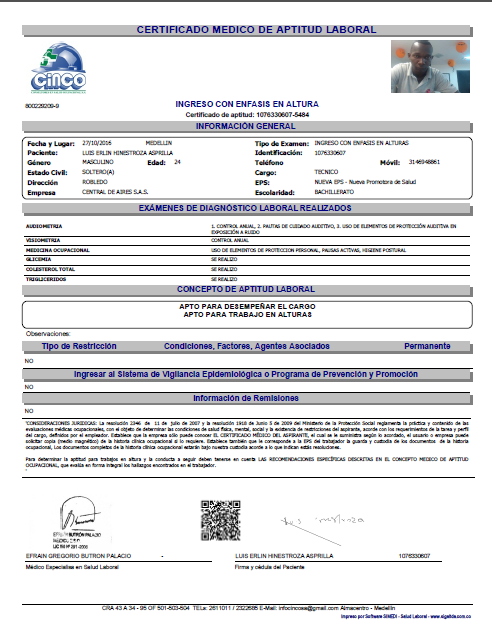 CERTIFICADO MEDICO DE APTITUD LABORAL
CINCO
800229209-9
INGRESO CON ENFASIS EN ALTURA
Certificado de aptitud: 1076330607-5484
INFORMACIÓN GENERAL
Fecha y Lugar: 27/10/2016 MEDELLIN Tipo de Examen: INGRESO CON ENFASIS EN ALTURAS
Paciente: LUIS ERLIN HINESTROZA ASPRILLA Identificación: 1076330607
Género MASCULINO Edad: 24 Teléfono Móvil: 3146948861
Estado Civil: SOLTERO(A) Cargo: TECNICO
Dirección ROBLEDO EPS: NUEVA EPS - Nueva Promotora de Salud
Empresa CENTRAL DE AIRES S.A.S. Escolaridad: BACHILLERATO
EXÁMENES DE DIAGNÓSTICO LABORAL REALIZADOS
AUDIOMETRIA 1. CONTROL ANUAL, 2. PAUTAS DE CUIDADO AUDITIVO, 3. USO DE ELEMENTOS DE PROTECCIÓN AUDITIVA EN
EXPOSICIÓN A RUIDO
VISIOMETRIA CONTROL ANUAL
MEDICINA OCUPACIONAL USO DE ELEMENTOS DE PROTECCION PERSONAL, PAUSAS ACTIVAS, HIGIENE POSTURAL
GLICEMIA SE REALIZO
COLESTEROL TOTAL SE REALIZO
TRIGLICERIDOS SE REALIZO
CONCEPTO DE APTITUD LABORAL
APTO PARA DESEMPEÑAR EL CARGO
APTO PARA TRABAJO EN ALTURAS
Observaciones:
Tipo de Restricción Condiciones, Factores, Agentes Asociados Permanente
NO
Ingresar al Sistema de Vigilancia Epidemiológica o Programa de Prevención y Promoción
NO
Información de Remisiones
NO
"CONSIDERACIONES JURIDICAS: La resolución 2346 de 11 de julio de 2007 y la resolución 1918 de Junio 5 de 2009 del Ministerio de la Protección Social reglamenta la práctica y contenido de las
evaluaciones médicas ocupacionales, con el objeto de determinar las condiciones de salud física, mental, social y la existencia de restricciones del aspirante, acorde con los requerimientos de la tarea y perfil
del cargo, definidos por el empleador. Establece que la empresa sólo puede conocer EL CERTIFICADO MÉDICO DEL ASPIRANTE, el cual se le suministra según lo acordado, el usuario o empresa puede
solicitar copia (medio magnético) de la historia clínica ocupacional si lo requiere. Establece también que le corresponde a la EPS del trabajador la guarda y custodia de los documentos de la historia
ocupacional, Los documentos completos de la historia clínica ocupacional estarán bajo nuestra custodia acorde a lo que indican estas resoluciones.
Para determinar la aptitud para trabajos en altura y la conducta a seguir deben tenerse en cuenta LAS RECOMENDACIONES ESPECÍFICAS DESCRITAS EN EL CONCEPTO MEDICO DE APTITUD
OCUPACIONAL, que evalúa en forma integral los hallazgos encontrados en el trabajador.
EFRAIN BUTRON PALACIO
EFRAIN GREGORIO BUTRON PALACIO - LUIS ERLIN HINESTROZA ASPRILLA 1076330607
Médico Especialista en Salud Laboral Firma y cédula del Paciente
CRA 43 A 34 - 95 OF 501-503-504 TELs: 2611011 / 2322685 E-Mail: infocincosa@gmail.com Almacentro - Medellín
Impreso por Software SIMEDI - Salud Laboral - www.sigalitda.com.co